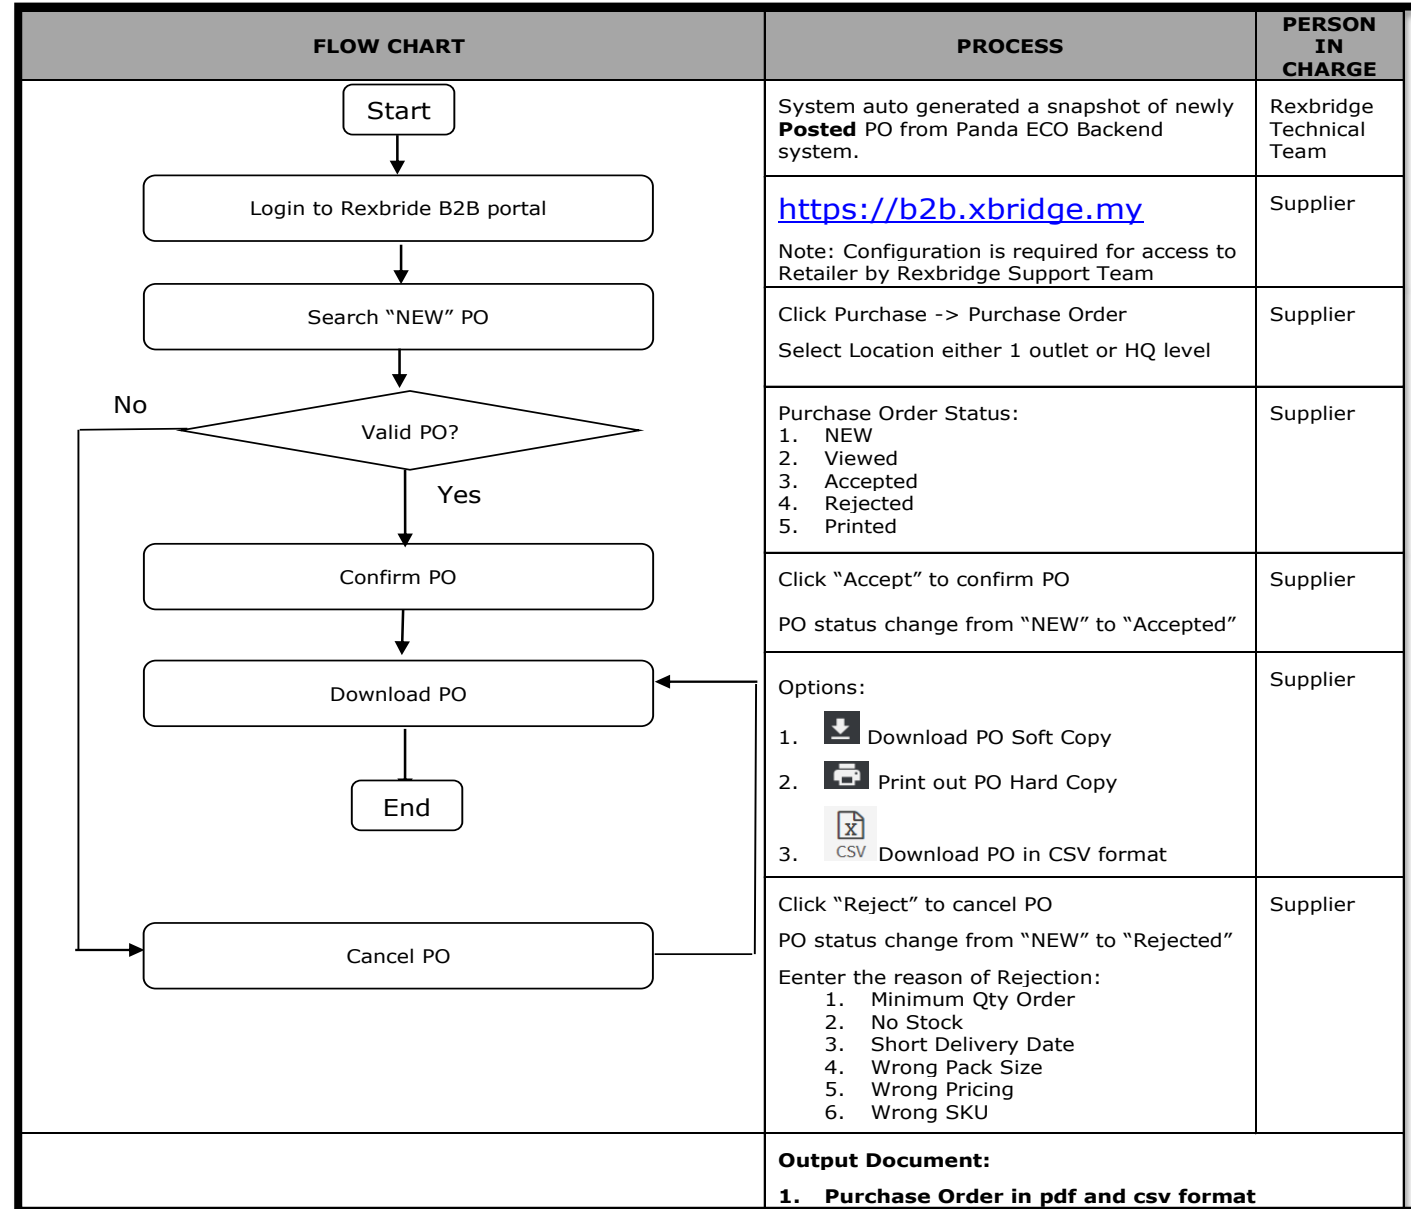 FLOW CHART
PROCESS
PERSON
IN
CHARGE
Start
System auto generated a snapshot of newly
Posted PO from Panda ECO Backend
system.
Rexbridge
Technical
Team
Login to Rexbride B2B portal
https://b2b.xbridge.my
Note: Configuration is required for access to
Retailer by Rexbridge Support Team
Supplier
Search “NEW” PO
Click Purchase -> Purchase Order
Select Location either 1 outlet or HQ level
Supplier
No
Valid PO?
Yes
Purchase Order Status:
1. NEW
2. Viewed
3. Accepted
4. Rejected
5. Printed
Supplier
Confirm PO
Click “Accept” to confirm PO
PO status change from “NEW” to “Accepted”
Supplier
Download PO
End
Options:
1. Download PO Soft Copy
2. Print out PO Hard Copy
X
CSV
3. Download PO in CSV format
Supplier
Cancel PO
Click “Reject” to cancel PO
PO status change from “NEW” to “Rejected”
Eenter the reason of Rejection:
1. Minimum Qty Order
2. No Stock
3. Short Delivery Date
4. Wrong Pack Size
5. Wrong Pricing
6. Wrong SKU
Supplier
Output Document:
1. Purchase Order in pdf and csv format